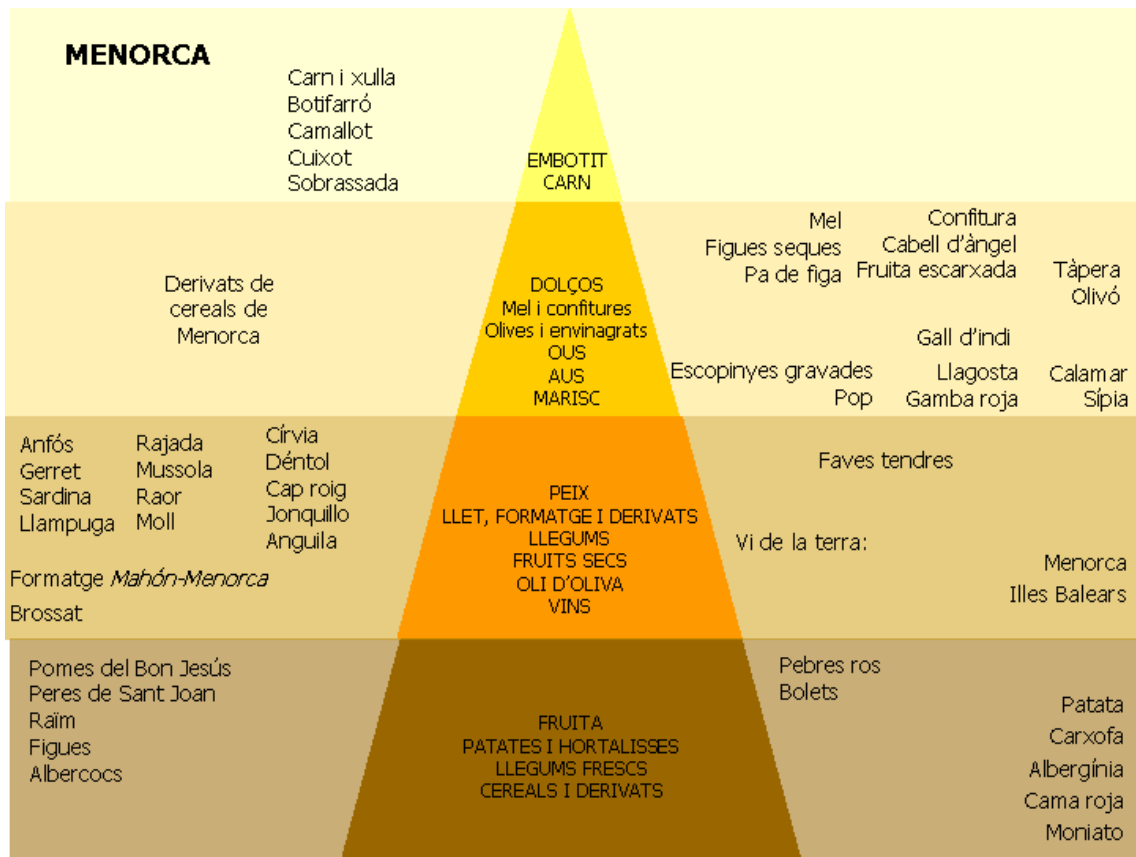 MENORCA
Carn i xulla
Botifarró
Camallot
Cuixot
Sobrassada
EMBOTIT
CARN
Derivats de
cereals de
Menorca
DOLÇOS
Mel i confitures
Olives i envinagrats
OUS
AUS
MARISC
Mel
Figues seques
Pa de figa
Confitura
Cabell d'àngel
Fruita escarxada
Tàpera
Olivó
Gall d'indi
Escopinyes gravades
Pop
Llagosta
Gamba roja
Calamar
Sípia
Anfós
Gerret
Sardina
Llampuga
Rajada
Mussola
Raor
Moll
Círvia
Déntol
Cap roig
Jonquillo
Anguila
Formatge Mahón-Menorca
Brossat
PEIX
LLET, FORMATGE I DERIVATS
LLEGUMS
FRUITS SECS
OLI D'OLIVA
VINS
Faves tendres
Vi de la terra:
Menorca
Illes Balears
Pomes del Bon Jesús
Peres de Sant Joan
Raïm
Figues
Albercocs
FRUITA
PATATES I HORTALISSES
LLEGUMS FRESCS
CEREALS I DERIVATS
Pebres ros
Bolets
Patata
Carxofa
Albergínia
Cama roja
Moniato